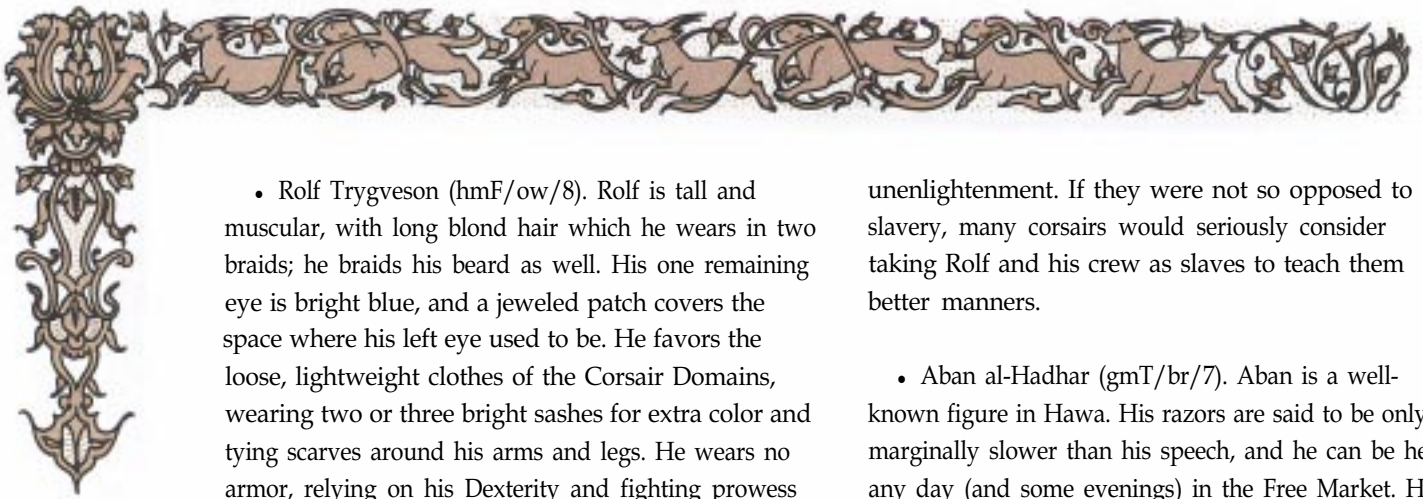 • Rolf Trygveson (hmF/ow/8). Rolf is tall and
muscular, with long blond hair which he wears in two
braids; he braids his beard as well. His one remaining
eye is bright blue, and a jeweled patch covers the
space where his left eye used to be. He favors the
loose, lightweight clothes of the Corsair Domains,
wearing two or three bright sashes for extra color and
tying scarves around his arms and legs. He wears no
armor, relying on his Dexterity and fighting prowess
unenlightenment. If they were not so opposed to
slavery, many corsairs would seriously consider
taking Rolf and his crew as slaves to teach them
better manners.
• Aban al-Hadhar (gmT/br/7). Aban is a well-
known figure in Hawa. His razors are said to be only
marginally slower than his speech, and he can be
any day (and some evenings) in the Free Market.